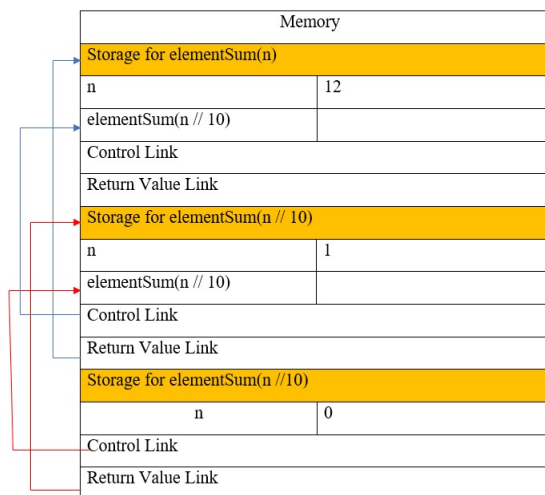 Memory
Storage for elementSum(n)
n 12
elementSum(n // 10)
Control Link
Return Value Link
Storage for elementSum(n // 10)
n 1
elementSum(n // 10)
Control Link
Return Value Link
Storage for elementSum(n //10)
n 0
Control Link
Return Value Link